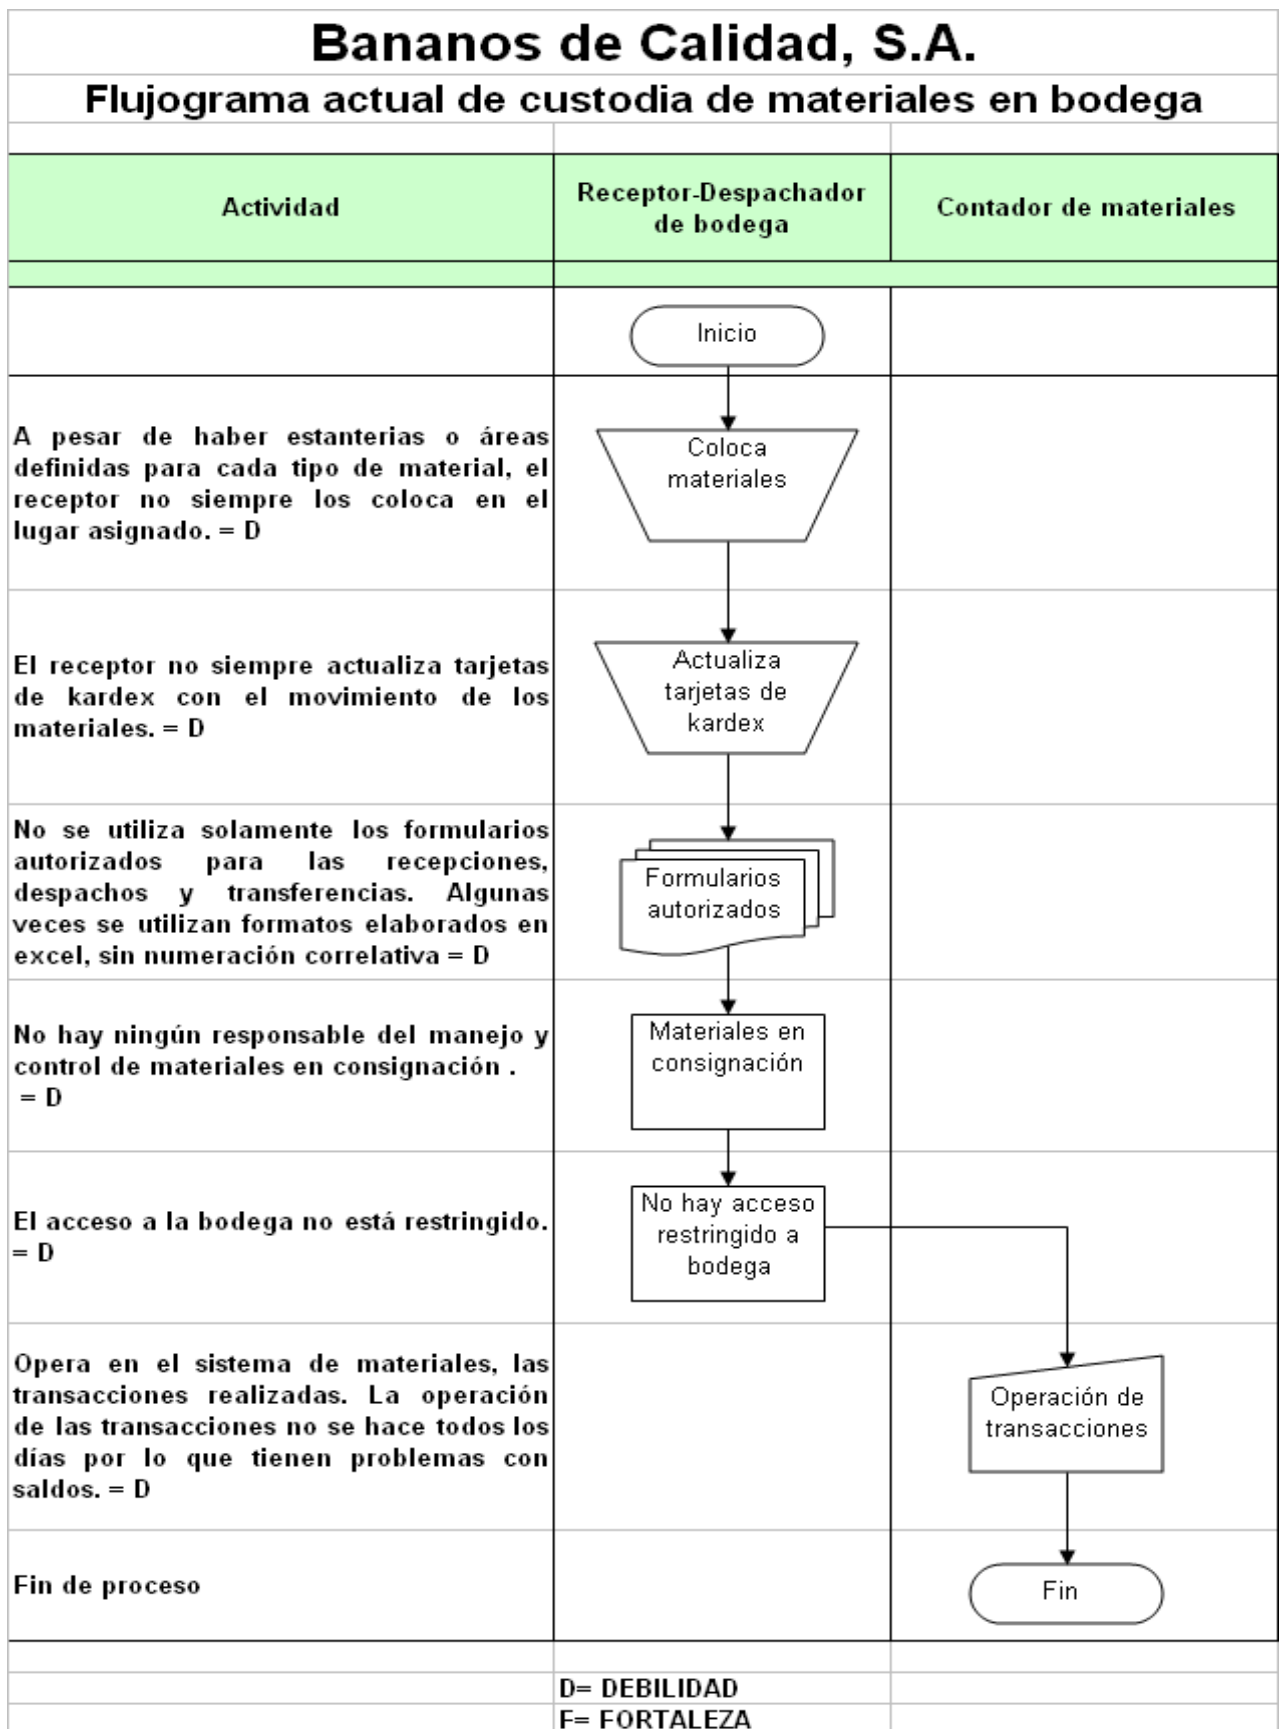 Bananos de Calidad, S.A.
Flujograma actual de custodia de materiales en bodega
Actividad
Receptor-Despachador
de bodega
Contador de materiales
Inicio
A pesar de haber estanterias o áreas
definidas para cada tipo de material, el
receptor no siempre los coloca en el
lugar asignado. = D
Coloca
materiales
El receptor no siempre actualiza tarjetas
de kardex con el movimiento de los
materiales. = D
Actualiza
tarjetas de
kardex
No se utiliza solamente los formularios
autorizados para las recepciones,
despachos y transferencias. Algunas
veces se utilizan formatos elaborados en
excel, sin numeración correlativa = D
Formularios
autorizados
No hay ningún responsable del manejo y
control de materiales en consignación .
= D
Materiales en
consignación
El acceso a la bodega no está restringido.
= D
No hay acceso
restringido a
bodega
Opera en el sistema de materiales, las
transacciones realizadas. La operación
de las transacciones no se hace todos los
días por lo que tienen problemas con
saldos. = D
Operación de
transacciones
Fin de proceso
Fin
D= DEBILIDAD
F= FORTALEZA